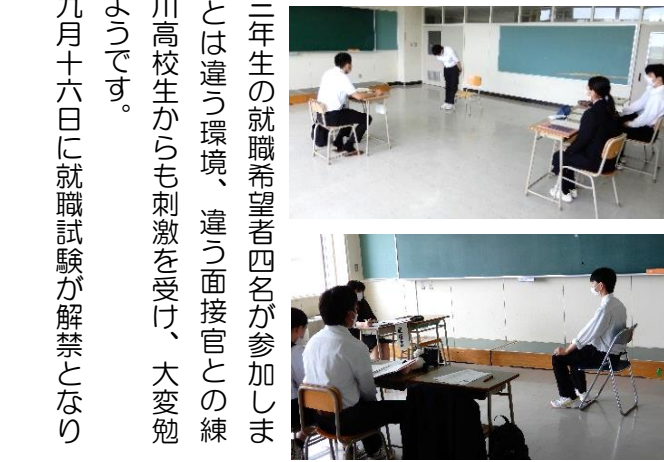 三年生の就職希望者四名が参加しま
とは違う環境、違う面接官との練
川高校生からも刺激を受け、大変勉
ようです。
九月十六日に就職試験が解禁となり